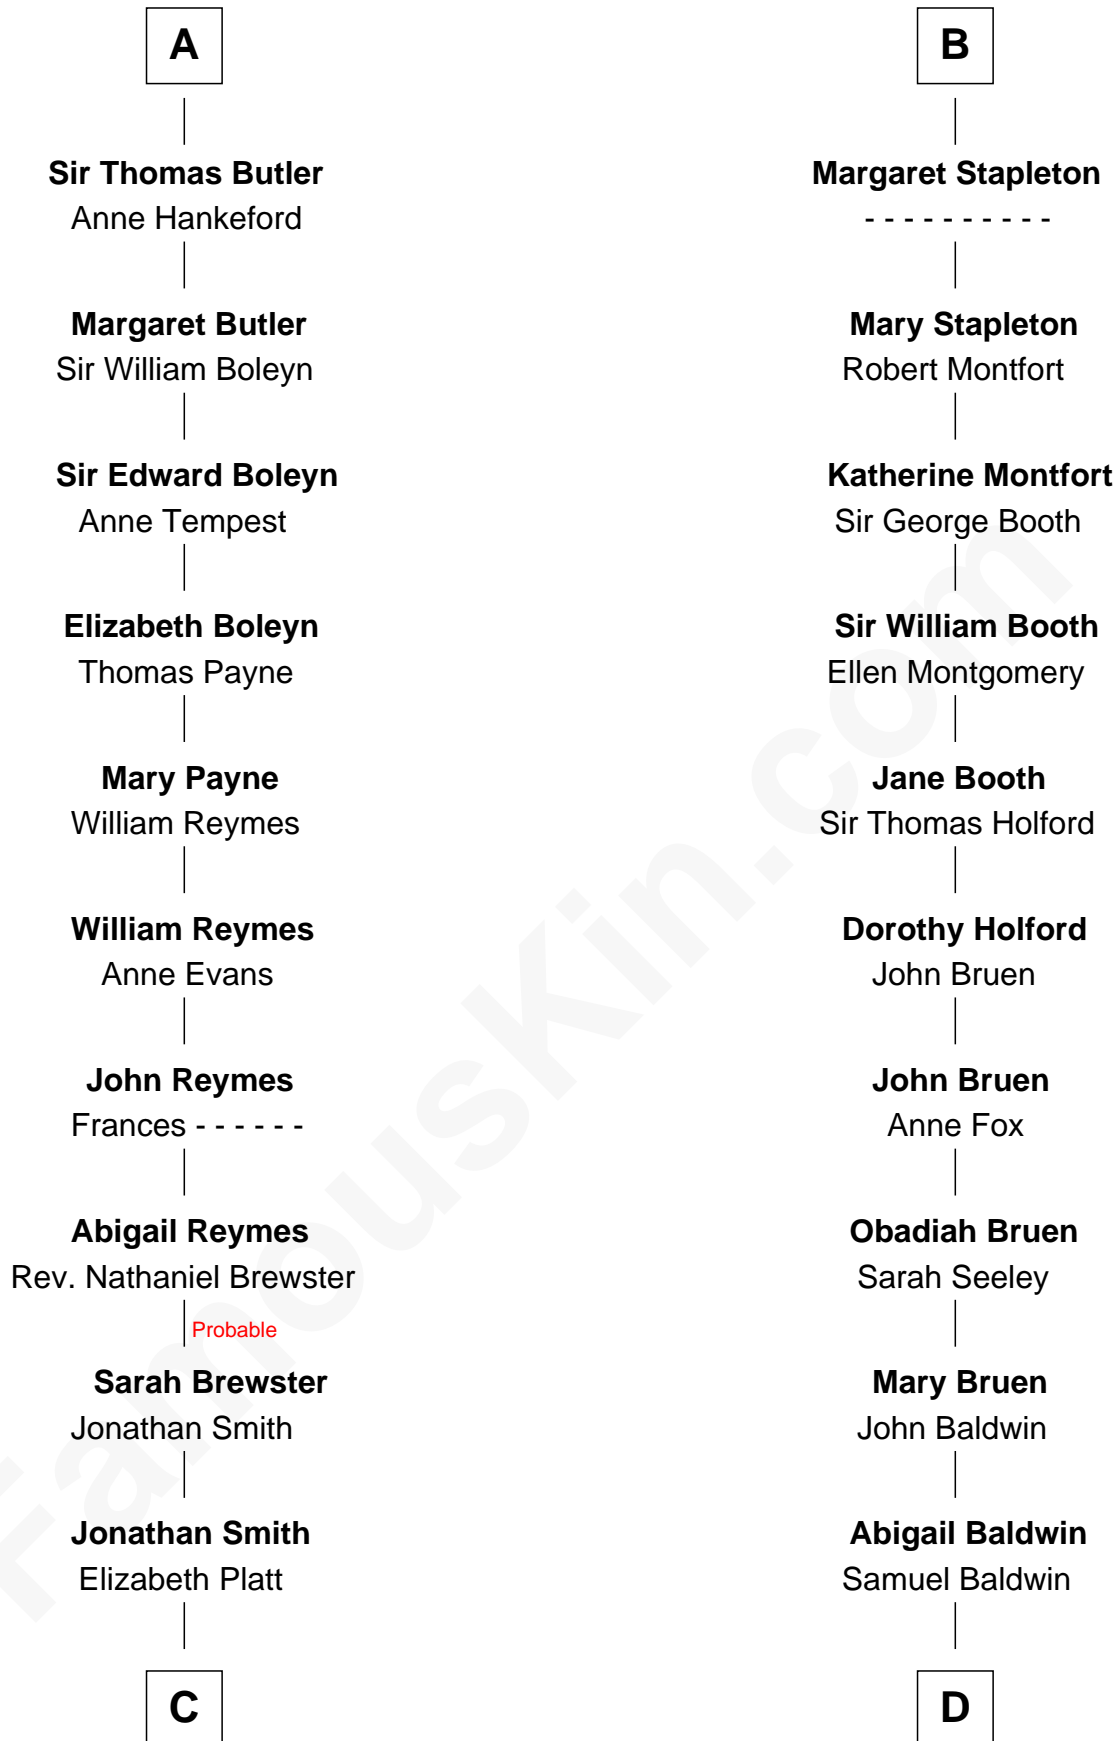 A
Sir Thomas Butler
Anne Hankeford
Margaret Butler
Sir William Boleyn
Sir Edward Boleyn
Anne Tempest
Elizabeth Boleyn
Thomas Payne
Mary Payne
William Reymes
William Reymes
Anne Evans
John Reymes
Frances - - - - - -
Abigail Reymes
Rev. Nathaniel Brewster
Probable
Sarah Brewster
Jonathan Smith
Jonathan Smith
Elizabeth Platt
C
B
Margaret Stapleton
- - - - - - - - - -
Mary Stapleton
Robert Montfort
Katherine Montfort
Sir George Booth
Sir William Booth
Ellen Montgomery
Jane Booth
Sir Thomas Holford
Dorothy Holford
John Bruen
John Bruen
Anne Fox
Obadiah Bruen
Sarah Seeley
Mary Bruen
John Baldwin
Abigail Baldwin
Samuel Baldwin
D
FamousKin.com